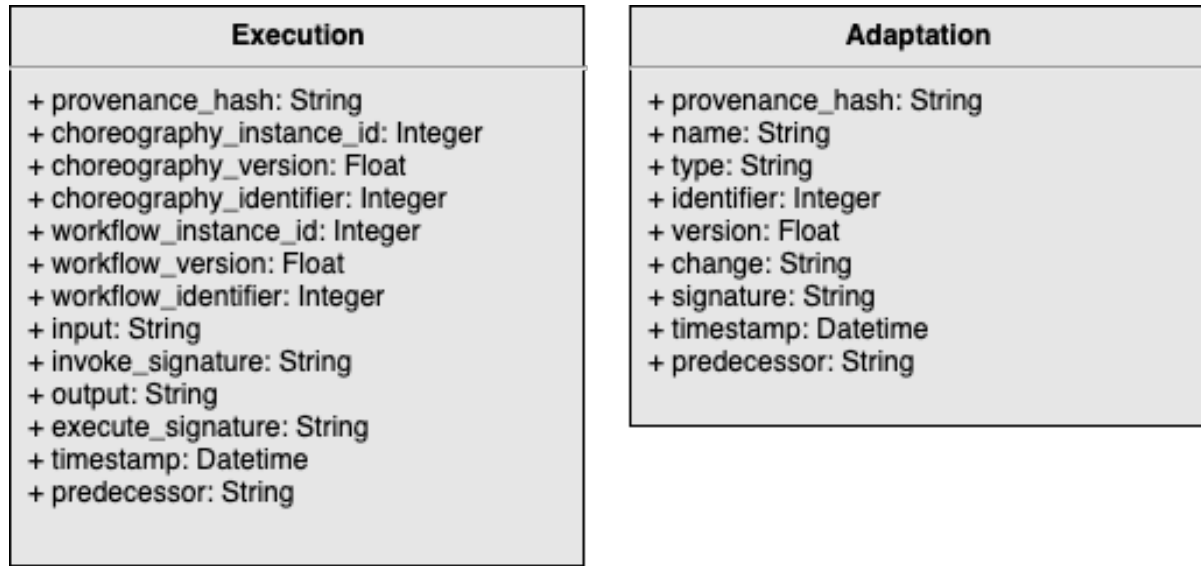 Execution
+ provenance_hash: String
+ choreography_instance_id: Integer
+ choreography_version: Float
+ choreography_identifier: Integer
+ workflow_instance_id: Integer
+ workflow_version: Float
+ workflow_identifier: Integer
+ input: String
+ invoke_signature: String
+ output: String
+ execute_signature: String
+ timestamp: Datetime
+ predecessor: String
Adaptation
+ provenance_hash: String
+ name: String
+ type: String
+ identifier: Integer
+ version: Float
+ change: String
+ signature: String
+ timestamp: Datetime
+ predecessor: String